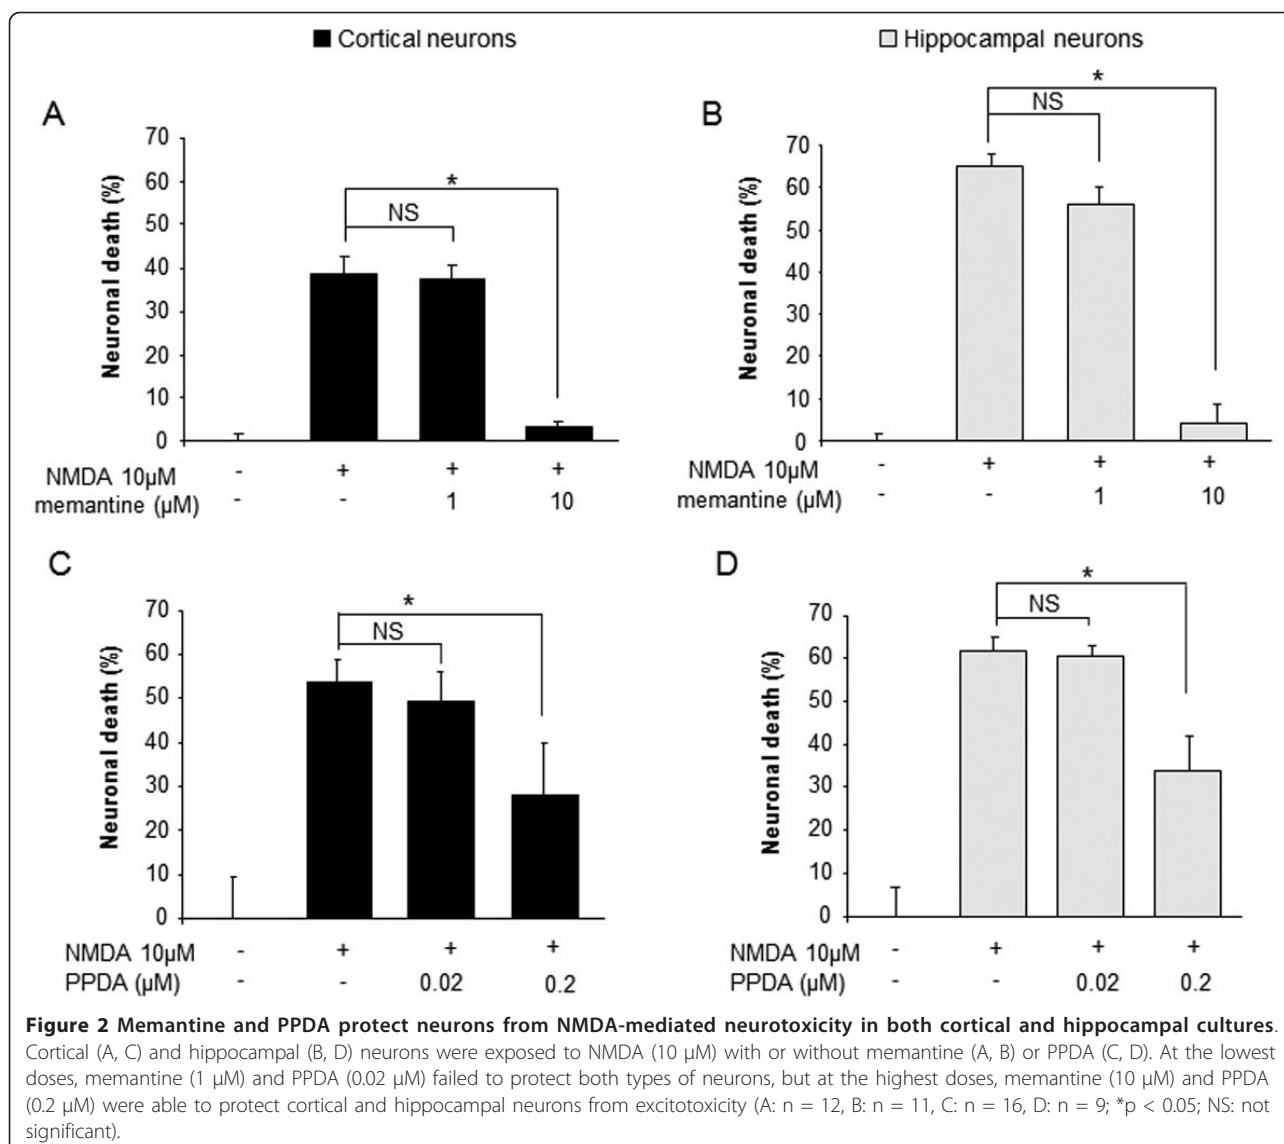 Cortical neurons
Hippocampal neurons
A
Neuronal death (%)
70
60
50
40
30
20
10
0
*
NS
NMDA 10µM - + + +
memantine (µM) - - 1 10
B
Neuronal death (%)
70
60
50
40
30
20
10
0
*
NS
NMDA 10µM - + + +
memantine (µM) - - 1 10
C
Neuronal death (%)
70
60
50
40
30
20
10
0
*
NS
NMDA 10µM - + + +
PPDA (µM) - - 0.02 0.2
D
Neuronal death (%)
70
60
50
40
30
20
10
0
*
NS
NMDA 10µM - + + +
PPDA (µM) - - 0.02 0.2
Figure 2 Memantine and PPDA protect neurons from NMDA-mediated neurotoxicity in both cortical and hippocampal cultures.
Cortical (A, C) and hippocampal (B, D) neurons were exposed to NMDA (10 µM) with or without memantine (A, B) or PPDA (C, D). At the lowest
doses, memantine (1 µM) and PPDA (0.02 µM) failed to protect both types of neurons, but at the highest doses, memantine (10 µM) and PPDA
(0.2 µM) were able to protect cortical and hippocampal neurons from excitotoxicity (A: n = 12, B: n = 11, C: n = 16, D: n = 9; *p < 0.05; NS: not
significant).